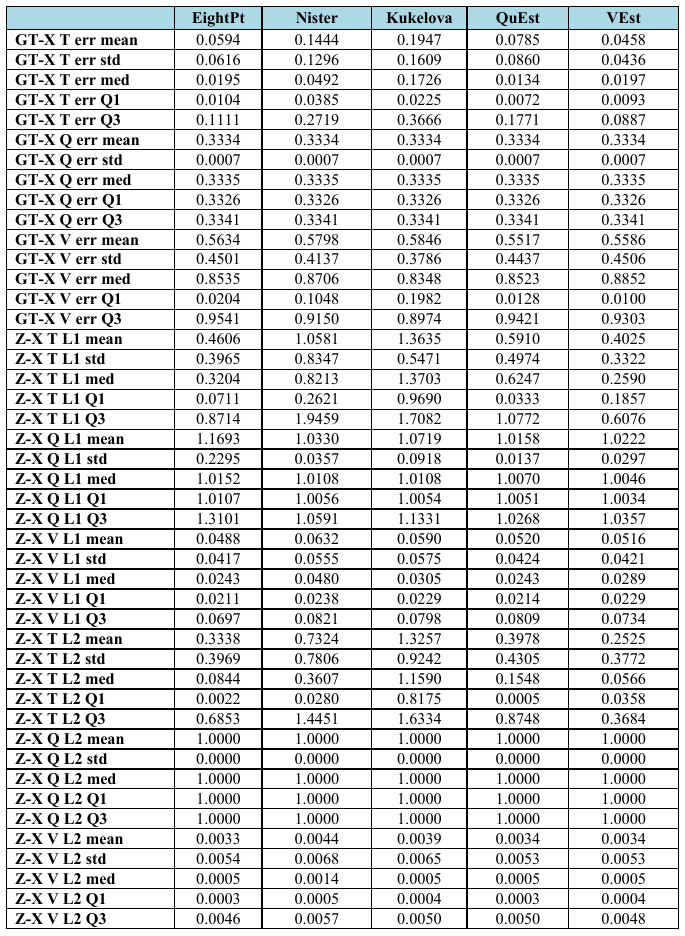 EightPt Nister Kukelova QuEst VEst
GT-X T err mean 0.0594 0.1444 0.1947 0.0785 0.0458
GT-X T err std 0.0616 0.1296 0.1609 0.0860 0.0436
GT-X T err med 0.0195 0.0492 0.1726 0.0134 0.0197
GT-X T err Q1 0.0104 0.0385 0.0225 0.0072 0.0093
GT-X T err Q3 0.1111 0.2719 0.3666 0.1771 0.0887
GT-X Q err mean 0.3334 0.3334 0.3334 0.3334 0.3334
GT-X Q err std 0.0007 0.0007 0.0007 0.0007 0.0007
GT-X Q err med 0.3335 0.3335 0.3335 0.3335 0.3335
GT-X Q err Q1 0.3326 0.3326 0.3326 0.3326 0.3326
GT-X Q err Q3 0.3341 0.3341 0.3341 0.3341 0.3341
GT-X V err mean 0.5634 0.5798 0.5846 0.5517 0.5586
GT-X V err std 0.4501 0.4137 0.3786 0.4437 0.4506
GT-X V err med 0.8535 0.8706 0.8348 0.8523 0.8852
GT-X V err Q1 0.0204 0.1048 0.1982 0.0128 0.0100
GT-X V err Q3 0.9541 0.9150 0.8974 0.9421 0.9303
Z-X T L1 mean 0.4606 1.0581 1.3635 0.5910 0.4025
Z-X T L1 std 0.3965 0.8347 0.5471 0.4974 0.3322
Z-X T L1 med 0.3204 0.8213 1.3703 0.6247 0.2590
Z-X T L1 Q1 0.0711 0.2621 0.9690 0.0333 0.1857
Z-X T L1 Q3 0.8714 1.9459 1.7082 1.0772 0.6076
Z-X Q L1 mean 1.1693 1.0330 1.0719 1.0158 1.0222
Z-X Q L1 std 0.2295 0.0357 0.0918 0.0137 0.0297
Z-X Q L1 med 1.0152 1.0108 1.0108 1.0070 1.0046
Z-X Q L1 Q1 1.0107 1.0056 1.0054 1.0051 1.0034
Z-X Q L1 Q3 1.3101 1.0591 1.1331 1.0268 1.0357
Z-X V L1 mean 0.0488 0.0632 0.0590 0.0520 0.0516
Z-X V L1 std 0.0417 0.0555 0.0575 0.0424 0.0421
Z-X V L1 med 0.0243 0.0480 0.0305 0.0243 0.0289
Z-X V L1 Q1 0.0211 0.0238 0.0229 0.0214 0.0229
Z-X V L1 Q3 0.0697 0.0821 0.0798 0.0809 0.0734
Z-X T L2 mean 0.3338 0.7324 1.3257 0.3978 0.2525
Z-X T L2 std 0.3969 0.7806 0.9242 0.4305 0.3772
Z-X T L2 med 0.0844 0.3607 1.1590 0.1548 0.0566
Z-X T L2 Q1 0.0022 0.0280 0.8175 0.0005 0.0358
Z-X T L2 Q3 0.6853 1.4451 1.6334 0.8748 0.3684
Z-X Q L2 mean 1.0000 1.0000 1.0000 1.0000 1.0000
Z-X Q L2 std 0.0000 0.0000 0.0000 0.0000 0.0000
Z-X Q L2 med 1.0000 1.0000 1.0000 1.0000 1.0000
Z-X Q L2 Q1 1.0000 1.0000 1.0000 1.0000 1.0000
Z-X Q L2 Q3 1.0000 1.0000 1.0000 1.0000 1.0000
Z-X V L2 mean 0.0033 0.0044 0.0039 0.0034 0.0034
Z-X V L2 std 0.0054 0.0068 0.0065 0.0053 0.0053
Z-X V L2 med 0.0005 0.0014 0.0005 0.0005 0.0005
Z-X V L2 Q1 0.0003 0.0005 0.0004 0.0003 0.0004
Z-X V L2 Q3 0.0046 0.0057 0.0050 0.0050 0.0048